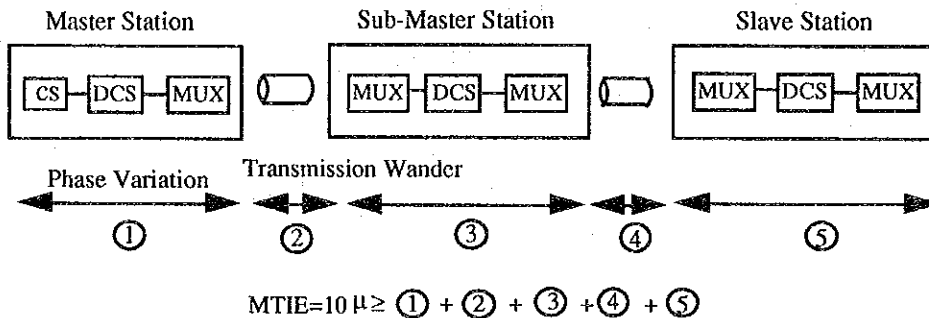 Master Station
Sub-Master Station
Slave Station
CS
DCS
MUX
MUX
DCS
MUX
MUX
DCS
MUX
Phase Variation
Transmission Wander
①
②
③
④
⑤
MTIE=10 μ≥ ① + ② + ③ +④ + ⑤